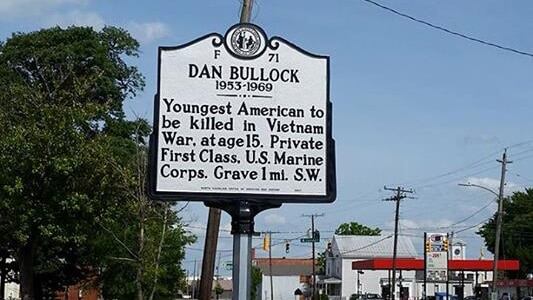 F 71
DAN BULLOCK
1953-1969
Youngest American to
be killed in Vietnam
War, at age 15. Private
First Class, U.S. Marine
Corps. Grave 1 mi. S.W.